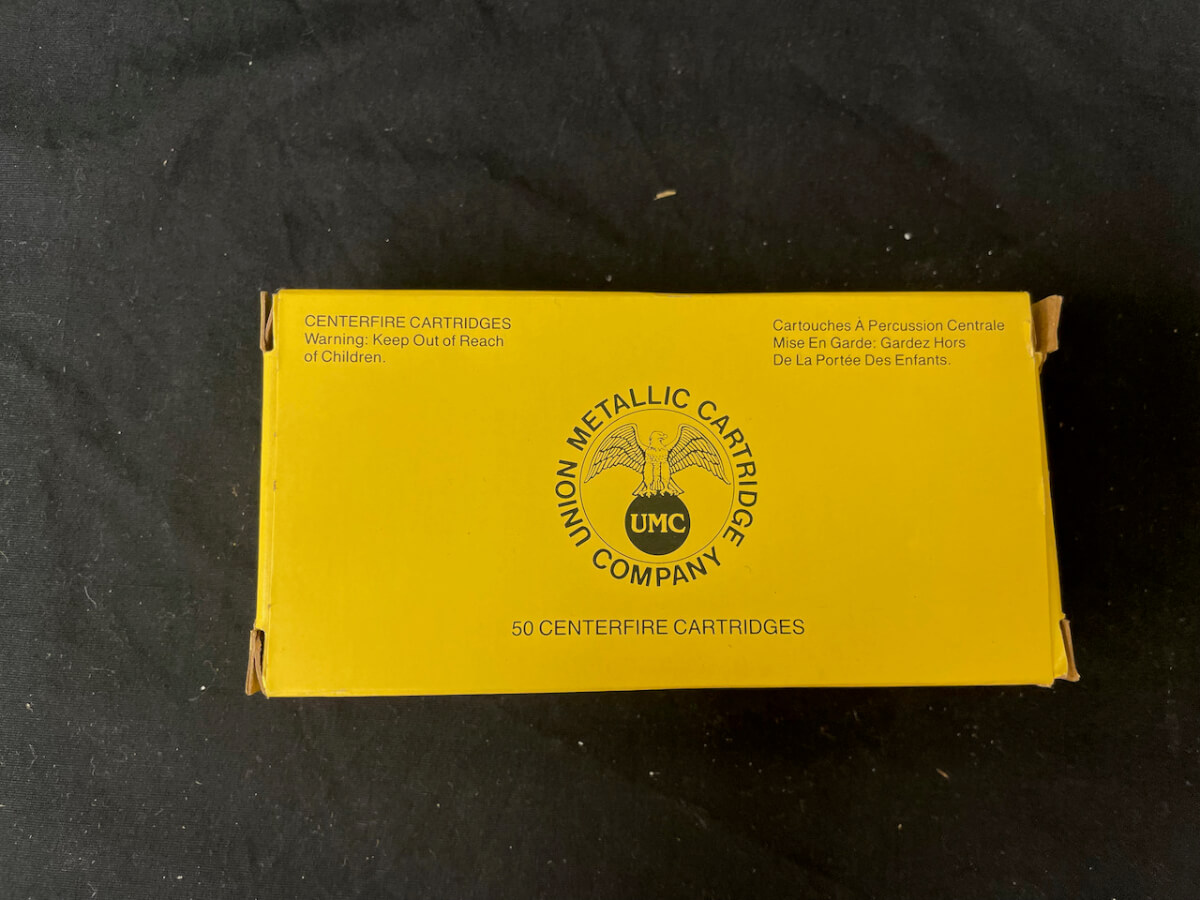 CENTERFIRE CARTRIDGES
Warning: Keep Out of Reach
of Children.
Cartouches À Percussion Centrale
Mise En Garde: Gardez Hors
De La Portée Des Enfants.
UNION METALLIC CARTRIDGE COMPANY
UMC
50 CENTERFIRE CARTRIDGES